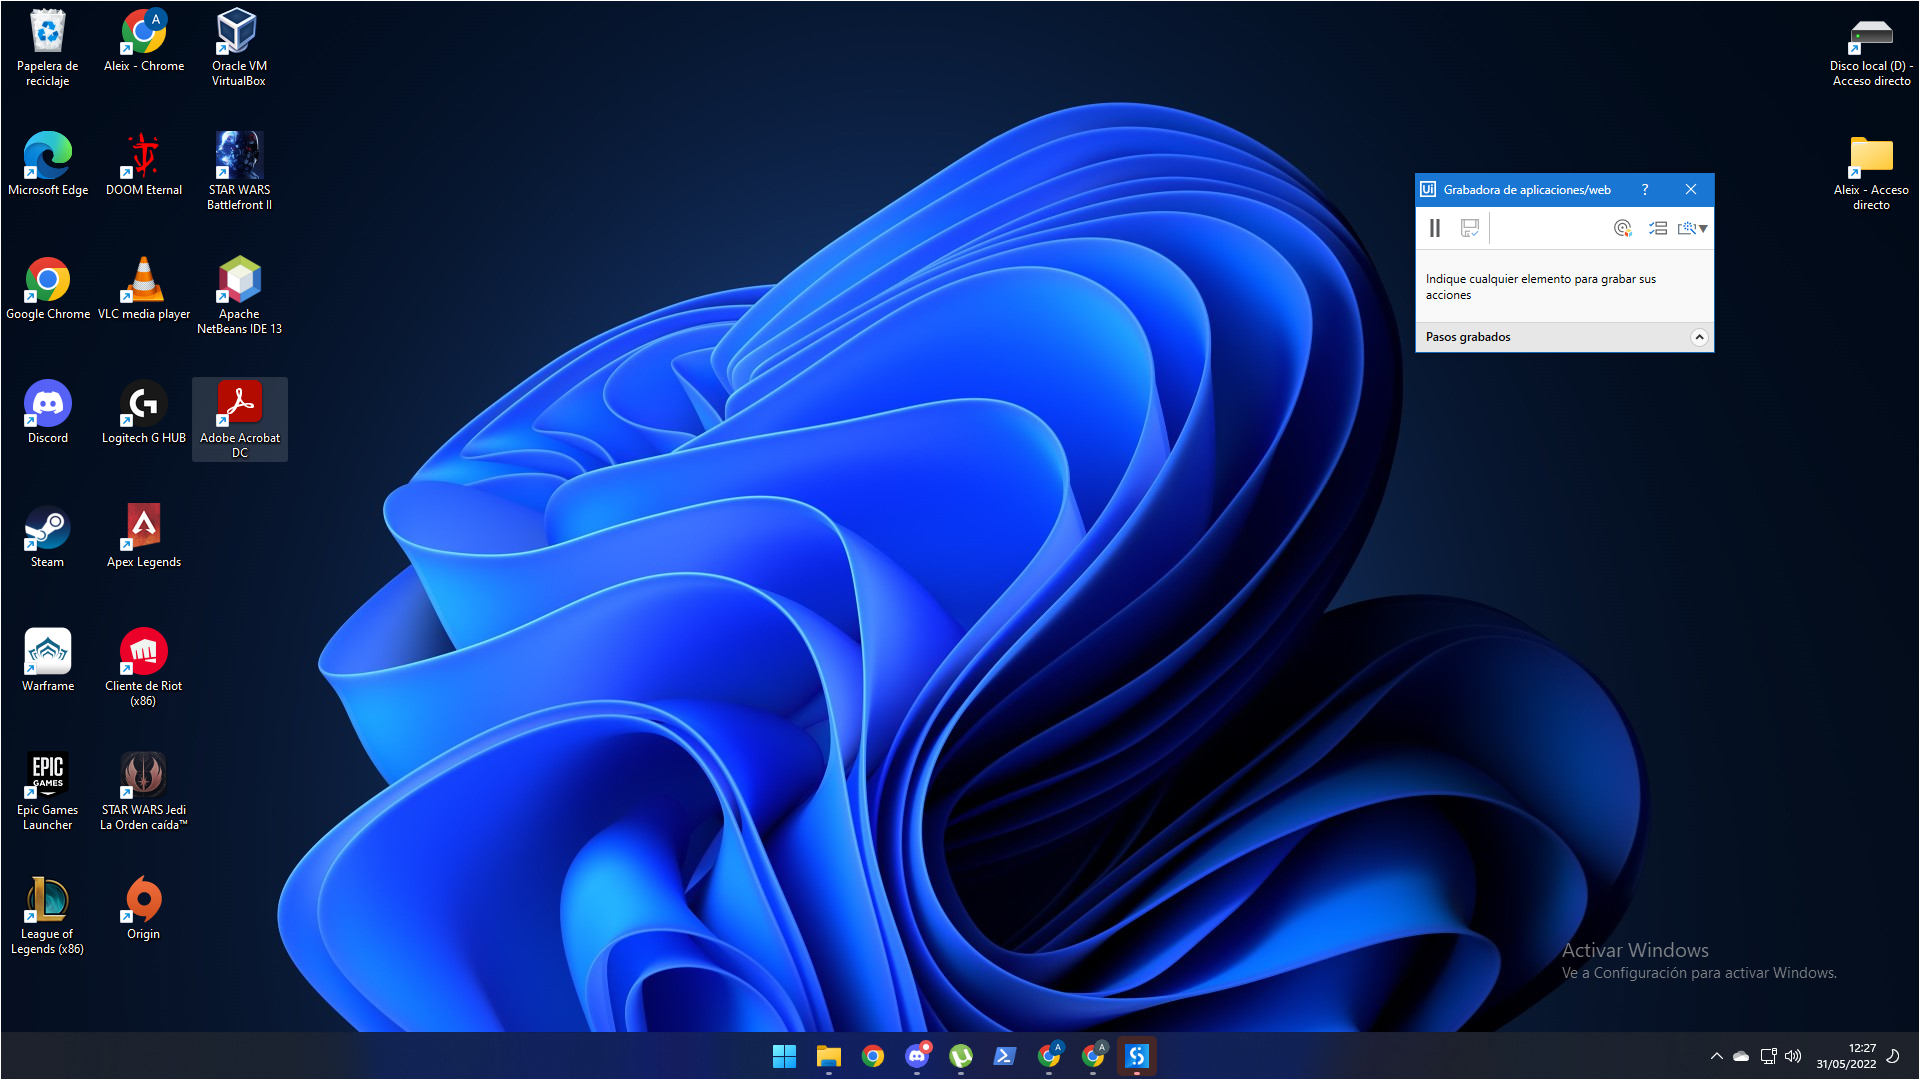 Papelera de
reciclaje
Aleix - Chrome
Oracle VM
VirtualBox
Disco local (D) -
Acceso directo
Microsoft Edge
DOOM Eternal
STAR WARS
Battlefront II
Aleix - Acceso
directo
Ui Grabadora de aplicaciones/web ?
Indique cualquier elemento para grabar sus
acciones
Pasos grabados
Google Chrome
VLC media player
Apache
NetBeans IDE 13
Discord
Logitech G HUB
Adobe Acrobat
DC
Steam
Apex Legends
Warframe
Cliente de Riot
(x86)
EPIC
GAMES
Epic Games
Launcher
STAR WARS Jedi
La Orden caída™
League of
Legends (x86)
Origin
Activar Windows
Ve a Configuración para activar Windows.
12:27
31/05/2022